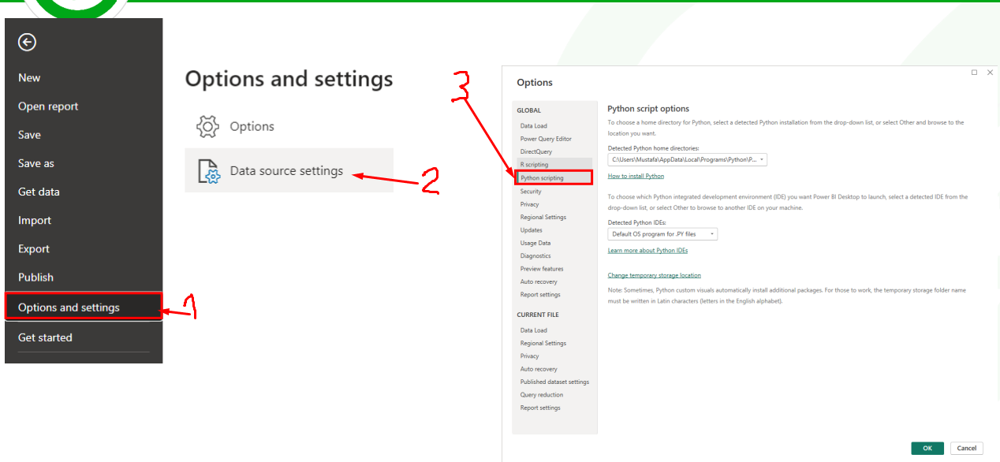 New
Open report
Save
Save as
Get data
Import
Export
Publish
Options and settings
Get started
1
Options and settings
Options
Data source settings
2
3
Options
GLOBAL
Data Load
Power Query Editor
DirectQuery
R scripting
Python scripting
Security
Privacy
Regional Settings
Updates
Usage Data
Diagnostics
Preview features
Auto recovery
Report settings
CURRENT FILE
Data Load
Regional Settings
Privacy
Auto recovery
Published dataset settings
Query reduction
Report settings
Python script options
To choose a home directory for Python, select a detected Python installation from the drop-down list, or select Other and browse to the
location you want.
Detected Python home directories:
C:\Users\Mustafa\AppData\Local\Programs\Python\P...
How to install Python
To choose which Python integrated development environment (IDE) you want Power BI Desktop to launch, select a detected IDE from the
drop-down list, or select Other to browse to another IDE on your machine.
Detected Python IDEs:
Default OS program for .PY files
Learn more about Python IDEs
Change temporary storage location
Note: Sometimes, Python custom visuals automatically install additional packages. For those to work, the temporary storage folder name
must be written in Latin characters (letters in the English alphabet).
OK
Cancel